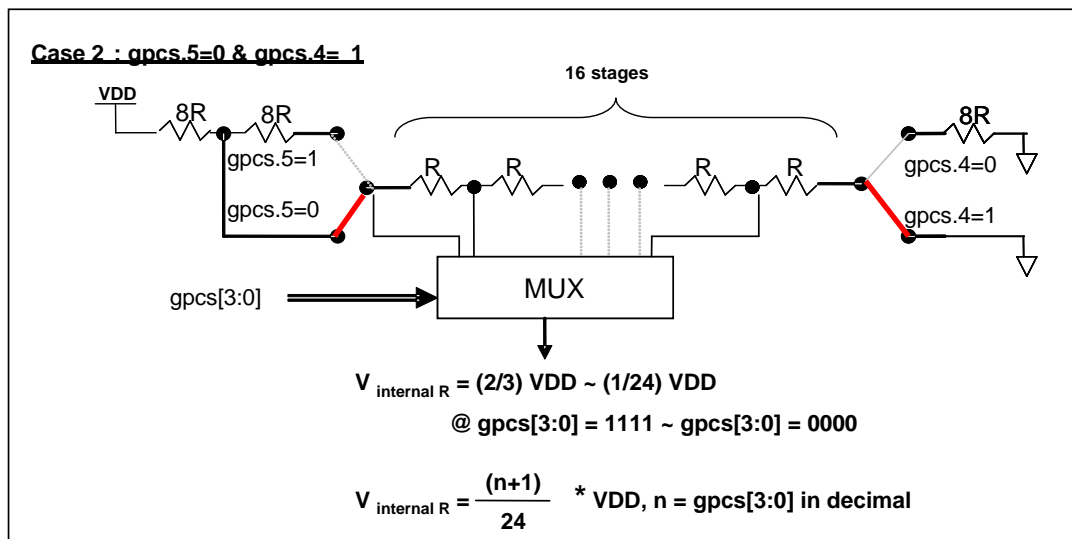 Case 2 : gpcs.5=0 & gpcs.4= 1
16 stages
VDD
8R
8R
8R
gpcs.5=1
gpcs.4=0
R
R
R
R
gpcs.5=0
gpcs.4=1
gpcs[3:0]
MUX
V internal R = (2/3) VDD ~ (1/24) VDD
@ gpcs[3:0] = 1111 ~ gpcs[3:0] = 0000
V internal R = (n+1)
24
* VDD, n = gpcs[3:0] in decimal